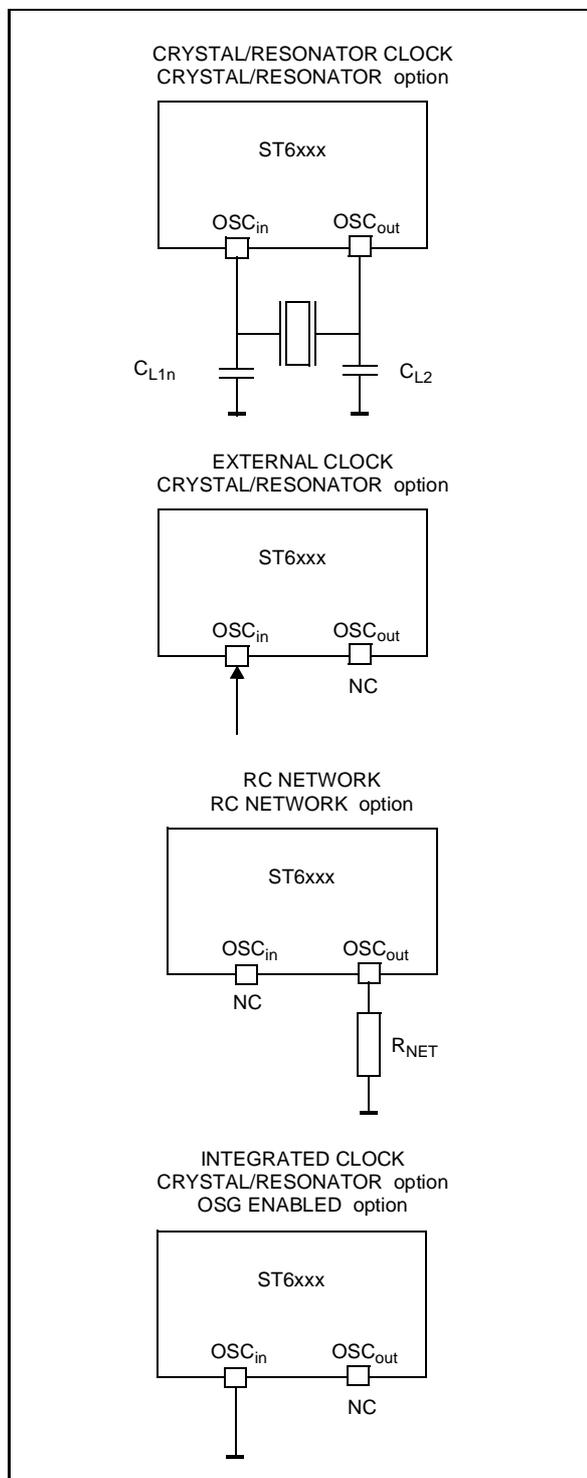 CRYSTAL/RESONATOR CLOCK
CRYSTAL/RESONATOR option
ST6xxx
OSCin OSCout
CL1n CL2
EXTERNAL CLOCK
CRYSTAL/RESONATOR option
ST6xxx
OSCin OSCout
NC
RC NETWORK
RC NETWORK option
ST6xxx
OSCin OSCout
NC
RNET
INTEGRATED CLOCK
CRYSTAL/RESONATOR option
OSG ENABLED option
ST6xxx
OSCin OSCout
NC